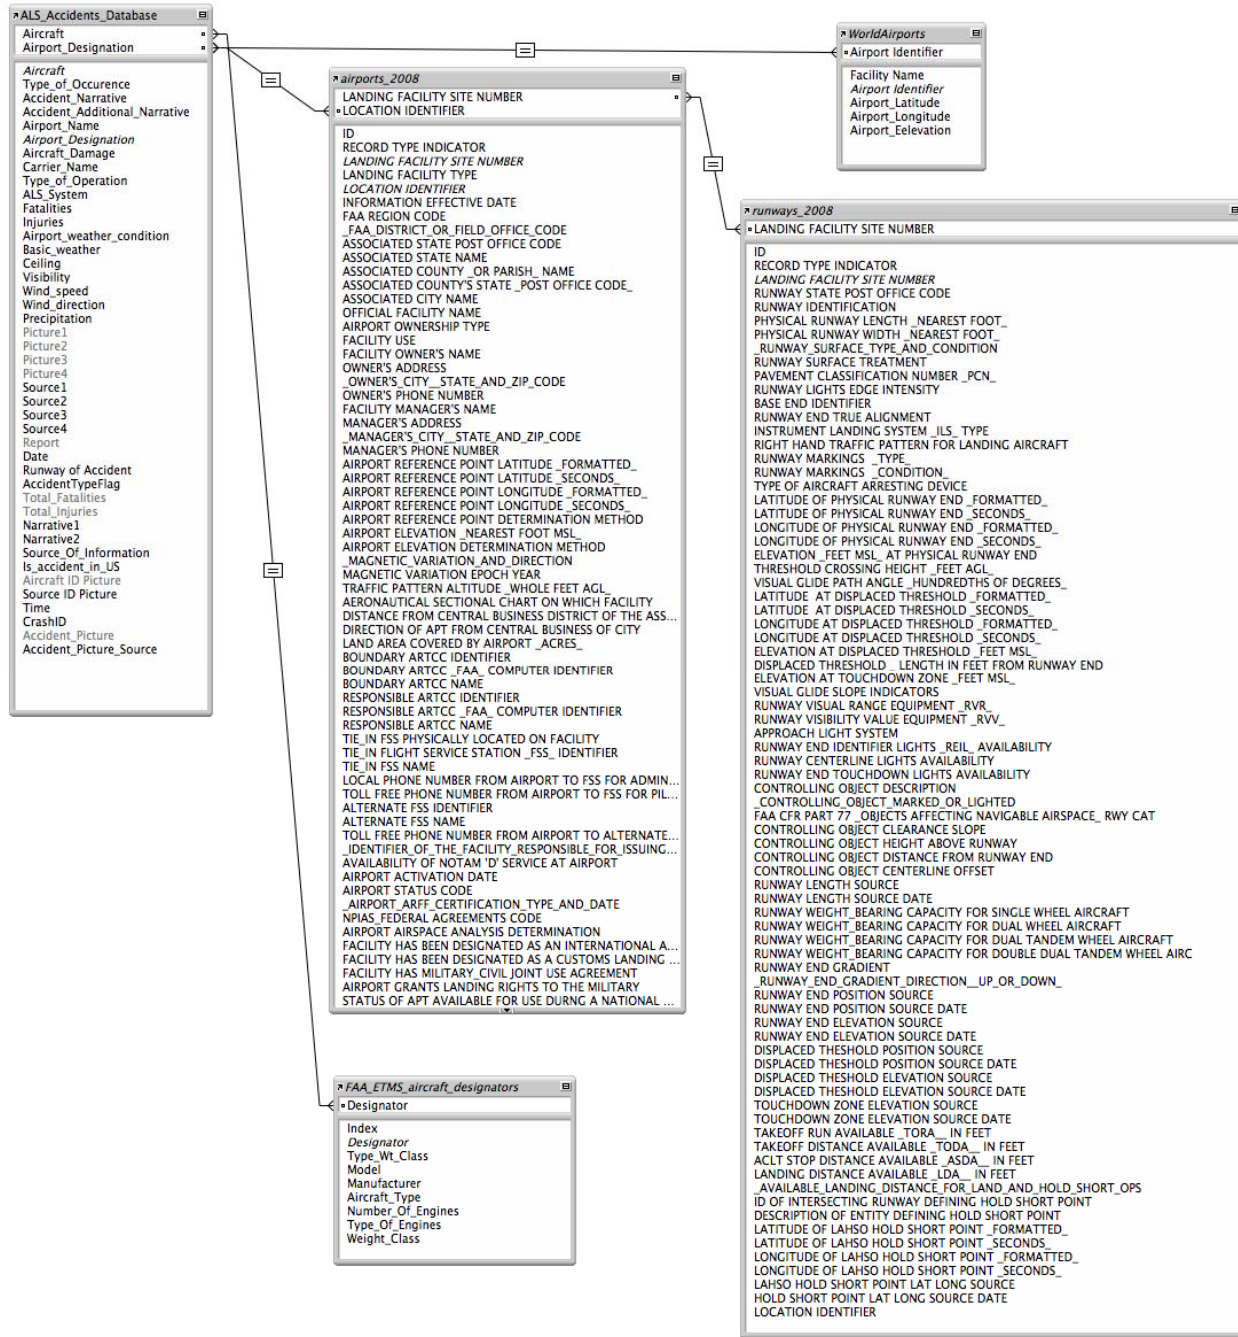 ALS_Accidents_Database
Aircraft
Airport_Designation
Aircraft
Type_of_Occurence
Accident_Narrative
Accident_Additional_Narrative
Airport_Name
Airport_Designation
Aircraft_Damage
Carrier_Name
Type_of_Operation
ALS_System
Fatalities
Injuries
Airport_weather_condition
Basic_weather
Ceiling
Visibility
Wind_speed
Wind_direction
Precipitation
Picture1
Picture2
Picture3
Picture4
Source1
Source2
Source3
Source4
Report
Date
Runway of Accident
AccidentTypeFlag
Total_Fatalities
Total_Injuries
Narrative1
Narrative2
Source_Of_Information
Is_accident_in_US
Aircraft ID Picture
Source ID Picture
Time
CrashID
Accident_Picture
Accident_Picture_Source
airports_2008
LANDING FACILITY SITE NUMBER
LOCATION IDENTIFIER
ID
RECORD TYPE INDICATOR
LANDING FACILITY SITE NUMBER
LANDING FACILITY TYPE
LOCATION IDENTIFIER
INFORMATION EFFECTIVE DATE
FAA REGION CODE
_FAA_DISTRICT_OR_FIELD_OFFICE_CODE
ASSOCIATED STATE POST OFFICE CODE
ASSOCIATED STATE NAME
ASSOCIATED COUNTY _OR PARISH_ NAME
ASSOCIATED COUNTY'S STATE _POST OFFICE CODE_
ASSOCIATED CITY NAME
OFFICIAL FACILITY NAME
AIRPORT OWNERSHIP TYPE
FACILITY USE
FACILITY OWNER'S NAME
OWNER'S ADDRESS
_OWNER'S_CITY__STATE_AND_ZIP_CODE
OWNER'S PHONE NUMBER
FACILITY MANAGER'S NAME
MANAGER'S ADDRESS
_MANAGER'S_CITY__STATE_AND_ZIP_CODE
MANAGER'S PHONE NUMBER
AIRPORT REFERENCE POINT LATITUDE _FORMATTED_
AIRPORT REFERENCE POINT LATITUDE _SECONDS_
AIRPORT REFERENCE POINT LONGITUDE _FORMATTED_
AIRPORT REFERENCE POINT LONGITUDE _SECONDS_
AIRPORT REFERENCE POINT DETERMINATION METHOD
AIRPORT ELEVATION _NEAREST FOOT MSL_
AIRPORT ELEVATION DETERMINATION METHOD
_MAGNETIC_VARIATION_AND_DIRECTION
MAGNETIC VARIATION EPOCH YEAR
TRAFFIC PATTERN ALTITUDE _WHOLE FEET AGL_
AERONAUTICAL SECTIONAL CHART ON WHICH FACILITY
DISTANCE FROM CENTRAL BUSINESS DISTRICT OF THE ASS...
DIRECTION OF APT FROM CENTRAL BUSINESS OF CITY
LAND AREA COVERED BY AIRPORT _ACRES_
BOUNDARY ARTCC IDENTIFIER
BOUNDARY ARTCC _FAA_ COMPUTER IDENTIFIER
BOUNDARY ARTCC NAME
RESPONSIBLE ARTCC IDENTIFIER
RESPONSIBLE ARTCC _FAA_ COMPUTER IDENTIFIER
RESPONSIBLE ARTCC NAME
TIE_IN FSS PHYSICALLY LOCATED ON FACILITY
TIE_IN FLIGHT SERVICE STATION _FSS_ IDENTIFIER
TIE_IN FSS NAME
LOCAL PHONE NUMBER FROM AIRPORT TO FSS FOR ADMIN...
TOLL FREE PHONE NUMBER FROM AIRPORT TO FSS FOR PIL...
ALTERNATE FSS IDENTIFIER
ALTERNATE FSS NAME
TOLL FREE PHONE NUMBER FROM AIRPORT TO ALTERNATE...
_IDENTIFIER_OF_THE_FACILITY_RESPONSIBLE_FOR_ISSUING...
AVAILABILITY OF NOTAM 'D' SERVICE AT AIRPORT
AIRPORT ACTIVATION DATE
AIRPORT STATUS CODE
_AIRPORT_ARFF_CERTIFICATION_TYPE_AND_DATE
NPIAS_FEDERAL AGREEMENTS CODE
AIRPORT AIRSPACE ANALYSIS DETERMINATION
FACILITY HAS BEEN DESIGNATED AS AN INTERNATIONAL A...
FACILITY HAS BEEN DESIGNATED AS A CUSTOMS LANDING ...
FACILITY HAS MILITARY_CIVIL JOINT USE AGREEMENT
AIRPORT GRANTS LANDING RIGHTS TO THE MILITARY
STATUS OF APT AVAILABLE FOR USE DURNG A NATIONAL ...
FAA_ETMS_aircraft_designators
Designator
Index
Designator
Type_Wt_Class
Model
Manufacturer
Aircraft_Type
Number_Of_Engines
Type_Of_Engines
Weight_Class
WorldAirports
Airport Identifier
Facility Name
Airport Identifier
Airport_Latitude
Airport_Longitude
Airport_Eelevation
runways_2008
LANDING FACILITY SITE NUMBER
ID
RECORD TYPE INDICATOR
LANDING FACILITY SITE NUMBER
RUNWAY STATE POST OFFICE CODE
RUNWAY IDENTIFICATION
PHYSICAL RUNWAY LENGTH _NEAREST FOOT_
PHYSICAL RUNWAY WIDTH _NEAREST FOOT_
_RUNWAY_SURFACE_TYPE_AND_CONDITION
RUNWAY SURFACE TREATMENT
PAVEMENT CLASSIFICATION NUMBER _PCN_
RUNWAY LIGHTS EDGE INTENSITY
BASE END IDENTIFIER
RUNWAY END TRUE ALIGNMENT
INSTRUMENT LANDING SYSTEM _ILS_ TYPE
RIGHT HAND TRAFFIC PATTERN FOR LANDING AIRCRAFT
RUNWAY MARKINGS _TYPE_
RUNWAY MARKINGS _CONDITION_
TYPE OF AIRCRAFT ARRESTING DEVICE
LATITUDE OF PHYSICAL RUNWAY END _FORMATTED_
LATITUDE OF PHYSICAL RUNWAY END _SECONDS_
LONGITUDE OF PHYSICAL RUNWAY END _FORMATTED_
LONGITUDE OF PHYSICAL RUNWAY END _SECONDS_
ELEVATION _FEET MSL_ AT PHYSICAL RUNWAY END
THRESHOLD CROSSING HEIGHT _FEET AGL_
VISUAL GLIDE PATH ANGLE _HUNDREDTHS OF DEGREES_
LATITUDE AT DISPLACED THRESHOLD _FORMATTED_
LATITUDE AT DISPLACED THRESHOLD _SECONDS_
LONGITUDE AT DISPLACED THRESHOLD _FORMATTED_
LONGITUDE AT DISPLACED THRESHOLD _SECONDS_
ELEVATION AT DISPLACED THRESHOLD _FEET MSL_
DISPLACED THRESHOLD _ LENGTH IN FEET FROM RUNWAY END
ELEVATION AT TOUCHDOWN ZONE _FEET MSL_
VISUAL GLIDE SLOPE INDICATORS
RUNWAY VISUAL RANGE EQUIPMENT _RVR_
RUNWAY VISIBILITY VALUE EQUIPMENT _RVV_
APPROACH LIGHT SYSTEM
RUNWAY END IDENTIFIER LIGHTS _REIL_ AVAILABILITY
RUNWAY CENTERLINE LIGHTS AVAILABILITY
RUNWAY END TOUCHDOWN LIGHTS AVAILABILITY
CONTROLLING OBJECT DESCRIPTION
_CONTROLLING_OBJECT_MARKED_OR_LIGHTED
FAA CFR PART 77 _OBJECTS AFFECTING NAVIGABLE AIRSPACE_ RWY CAT
CONTROLLING OBJECT CLEARANCE SLOPE
CONTROLLING OBJECT HEIGHT ABOVE RUNWAY
CONTROLLING OBJECT DISTANCE FROM RUNWAY END
CONTROLLING OBJECT CENTERLINE OFFSET
RUNWAY LENGTH SOURCE
RUNWAY LENGTH SOURCE DATE
RUNWAY WEIGHT_BEARING CAPACITY FOR SINGLE WHEEL AIRCRAFT
RUNWAY WEIGHT_BEARING CAPACITY FOR DUAL WHEEL AIRCRAFT
RUNWAY WEIGHT_BEARING CAPACITY FOR DUAL TANDEM WHEEL AIRCRAFT
RUNWAY WEIGHT_BEARING CAPACITY FOR DOUBLE DUAL TANDEM WHEEL AIRC
RUNWAY END GRADIENT
_RUNWAY_END_GRADIENT_DIRECTION__UP_OR_DOWN_
RUNWAY END POSITION SOURCE
RUNWAY END POSITION SOURCE DATE
RUNWAY END ELEVATION SOURCE
RUNWAY END ELEVATION SOURCE DATE
DISPLACED THESHOLD POSITION SOURCE
DISPLACED THESHOLD POSITION SOURCE DATE
DISPLACED THESHOLD ELEVATION SOURCE
DISPLACED THESHOLD ELEVATION SOURCE DATE
TOUCHDOWN ZONE ELEVATION SOURCE
TOUCHDOWN ZONE ELEVATION SOURCE DATE
TAKEOFF RUN AVAILABLE _TORA__ IN FEET
TAKEOFF DISTANCE AVAILABLE _TODA__ IN FEET
ACLT STOP DISTANCE AVAILABLE _ASDA__ IN FEET
LANDING DISTANCE AVAILABLE _LDA__ IN FEET
_AVAILABLE_LANDING_DISTANCE_FOR_LAND_AND_HOLD_SHORT_OPS
ID OF INTERSECTING RUNWAY DEFINING HOLD SHORT POINT
DESCRIPTION OF ENTITY DEFINING HOLD SHORT POINT
LATITUDE OF LAHSO HOLD SHORT POINT _FORMATTED_
LATITUDE OF LAHSO HOLD SHORT POINT _SECONDS_
LONGITUDE OF LAHSO HOLD SHORT POINT _FORMATTED_
LONGITUDE OF LAHSO HOLD SHORT POINT _SECONDS_
LAHSO HOLD SHORT POINT LAT LONG SOURCE
HOLD SHORT POINT LAT LONG SOURCE DATE
LOCATION IDENTIFIER